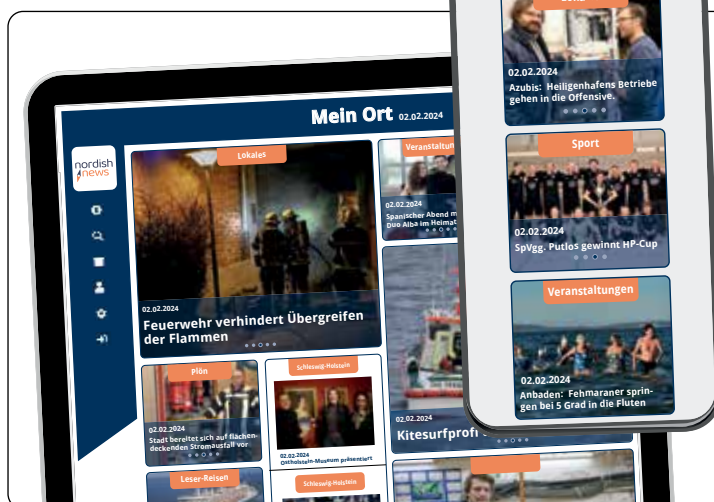 Mein Ort 02.02.2024
nordish
news
Lokales
02.02.2024
Feuerwehr verhindert Übergreifen
der Flammen
02.02.2024
Spanischer Abend
Duo Alba im
Plön
02.02.2024
Stadt bereitet sich auf flächen-
deckenden Stromausfall vor
Schleswig-Holstein
02.02.2024
Ostholstein-Museum präsentiert
02.02.2024
Kitesurfprofi
Leser-Reisen
Schleswig-Holstein
02.02.2024
Azubis: Heiligenhafens Betriebe
gehen in die Offensive.
Sport
02.02.2024
SpVgg. Putlos gewinnt HP-Cup
Veranstaltungen
02.02.2024
Anbaden: Fehmaraner sprin-
gen bei 5 Grad in die Fluten